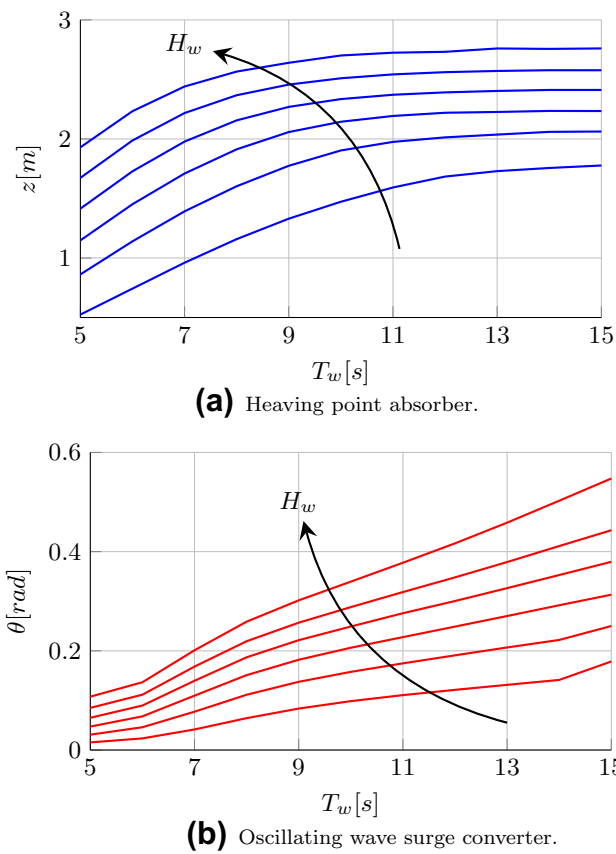 3
H_w
2
z[m]
1
5 7 9 11 13 15
T_w[s]
(a) Heaving point absorber.
0.6
H_w
0.4
θ[rad]
0.2
0
5 7 9 11 13 15
T_w[s]
(b) Oscillating wave surge converter.